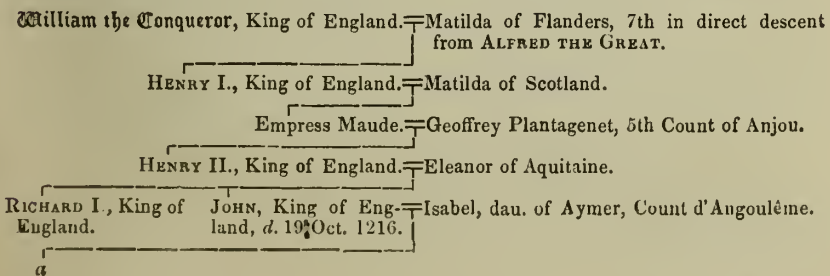 William the Conqueror, King of England.=Matilda of Flanders, 7th in direct descent
from ALFRED THE GREAT.
HENRY I., King of England.=Matilda of Scotland.
Empress Maude.=Geoffrey Plantagenet, 5th Count of Anjou.
HENRY II., King of England.=Eleanor of Aquitaine.
RICHARD I., King of England.
JOHN, King of Eng-land, d. 19 Oct. 1216.=Isabel, dau. of Aymer, Count d'Angoulême.
a